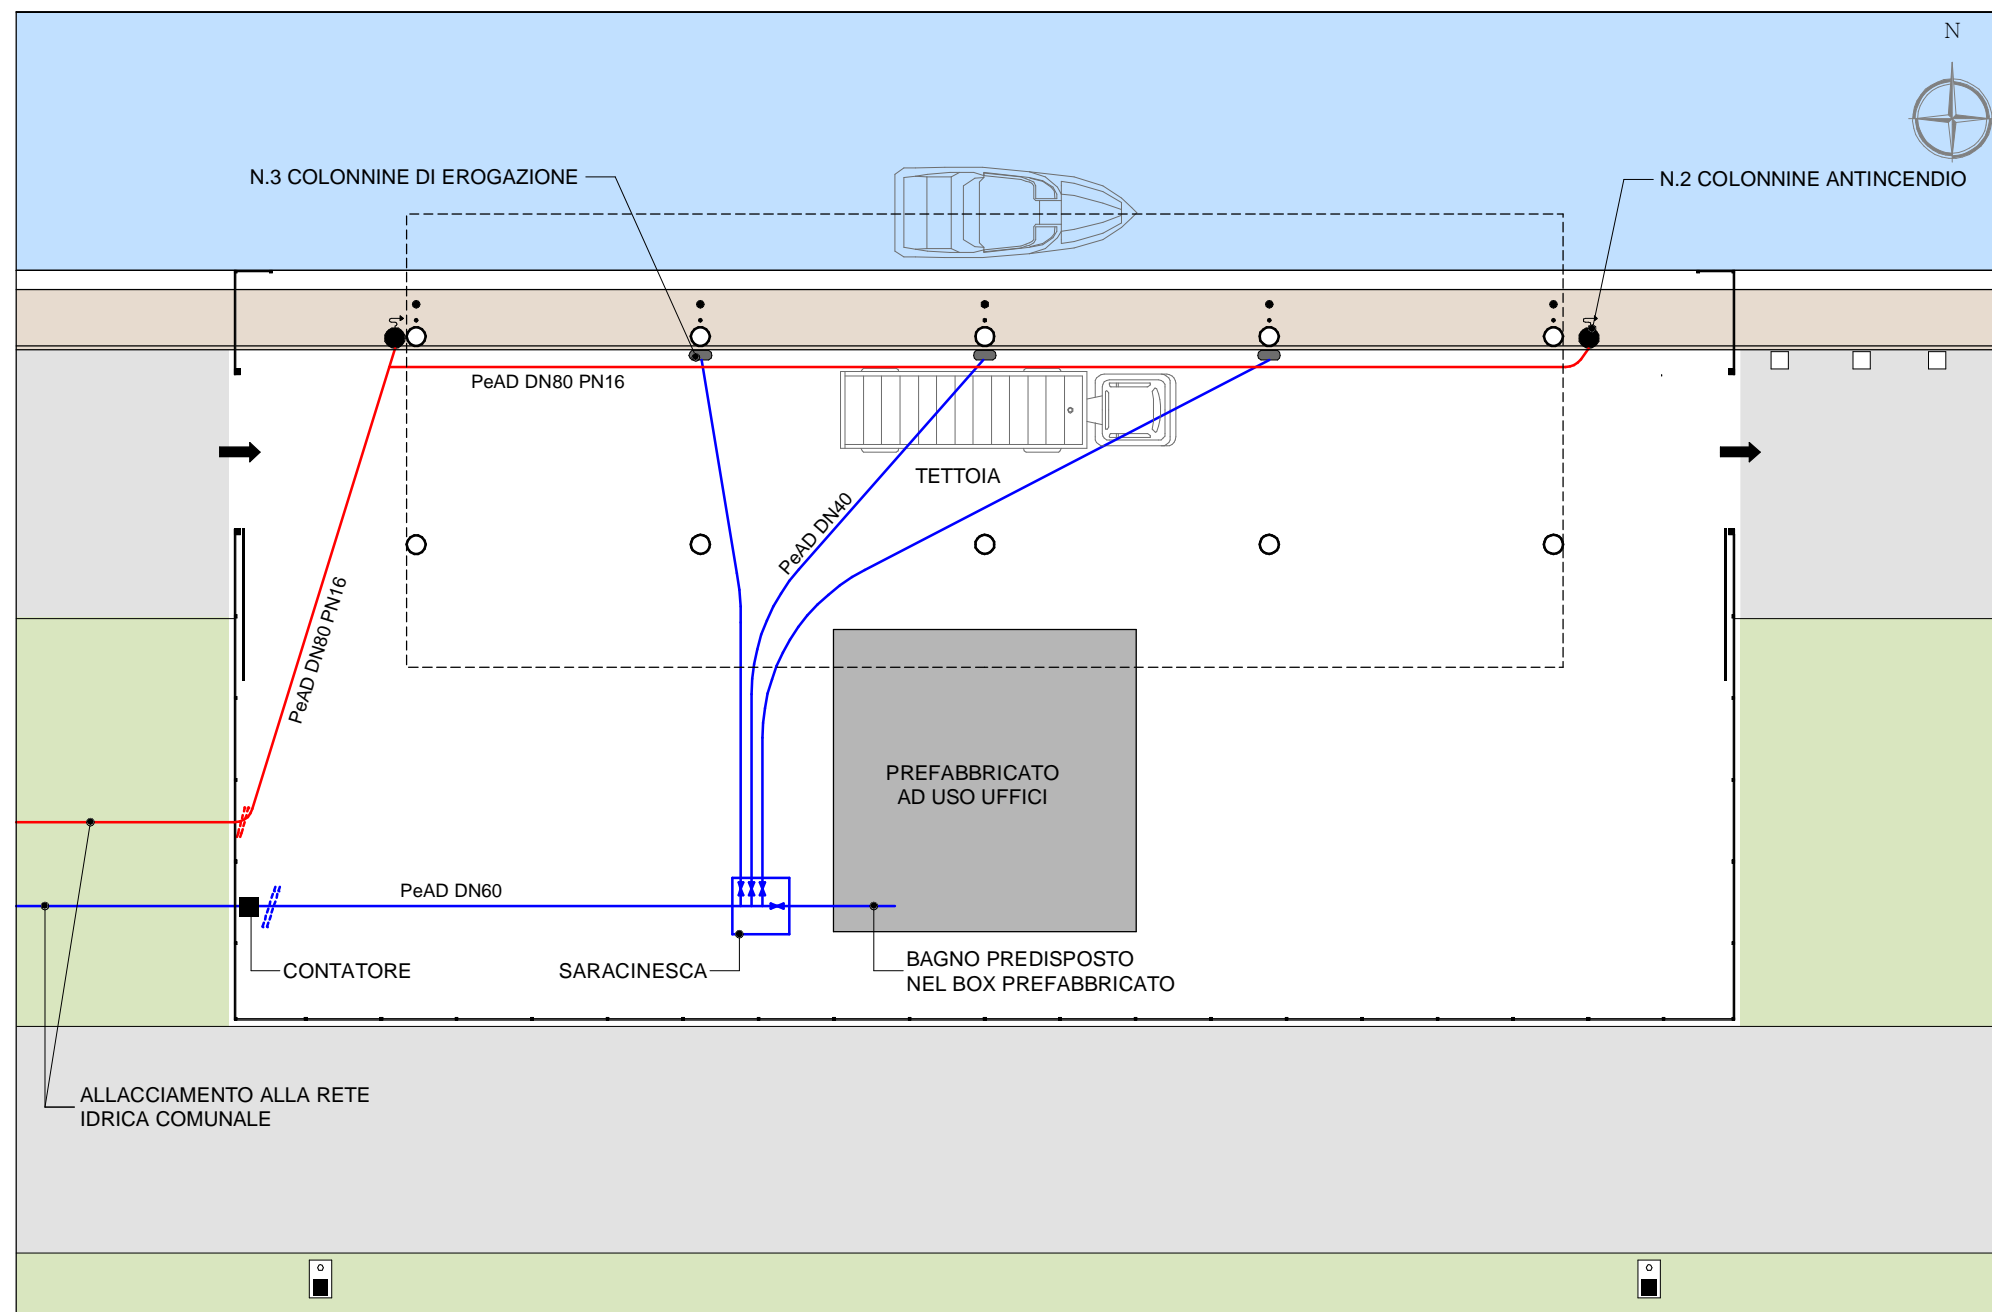 N
N.3 COLONNINE DI EROGAZIONE
N.2 COLONNINE ANTINCENDIO
PeAD DN80 PN16
TETTOIA
PeAD DN40
PeAD DN80 PN16
PREFABBRICATO
AD USO UFFICI
PeAD DN60
CONTATORE
SARACINESCA
BAGNO PREDISPOSTO
NEL BOX PREFABBRICATO
ALLACCIAMENTO ALLA RETE
IDRICA COMUNALE